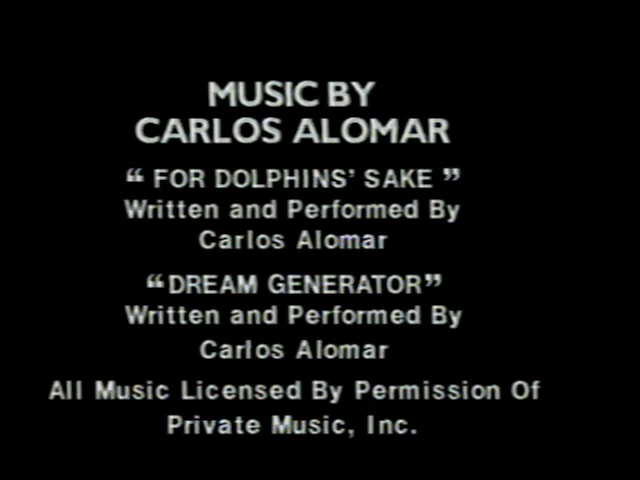 MUSIC BY
CARLOS ALOMAR
“ FOR DOLPHINS’ SAKE ”
Written and Performed By
Carlos Alomar
“DREAM GENERATOR”
Written and Performed By
Carlos Alomar
All Music Licensed By Permission Of
Private Music, Inc.